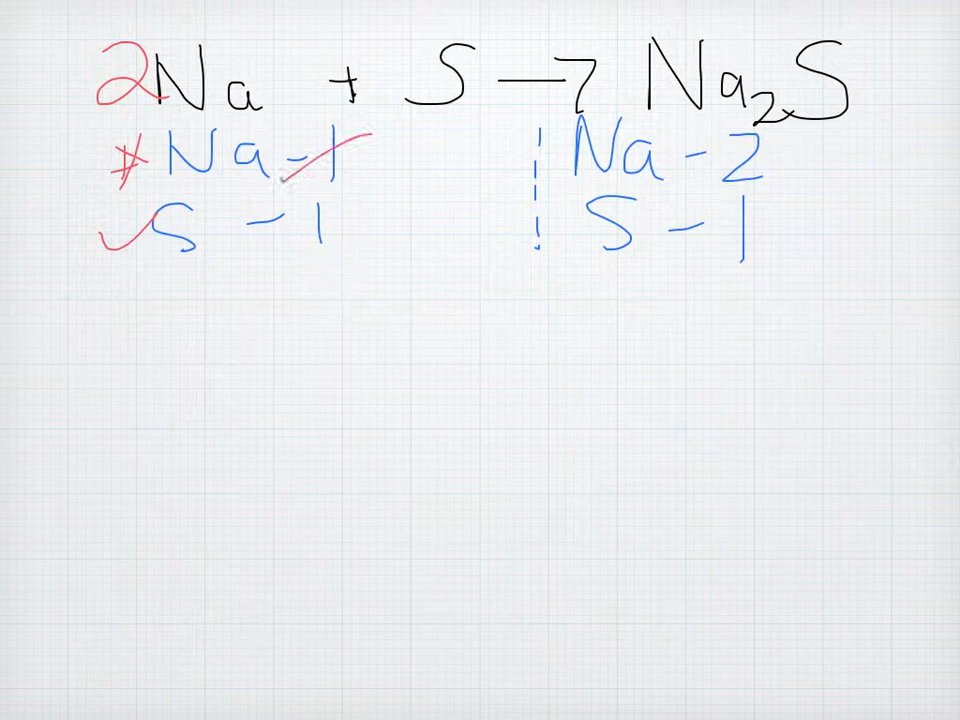 2Na + S → Na₂S
Na - 1 Na - 2
S - 1 S - 1